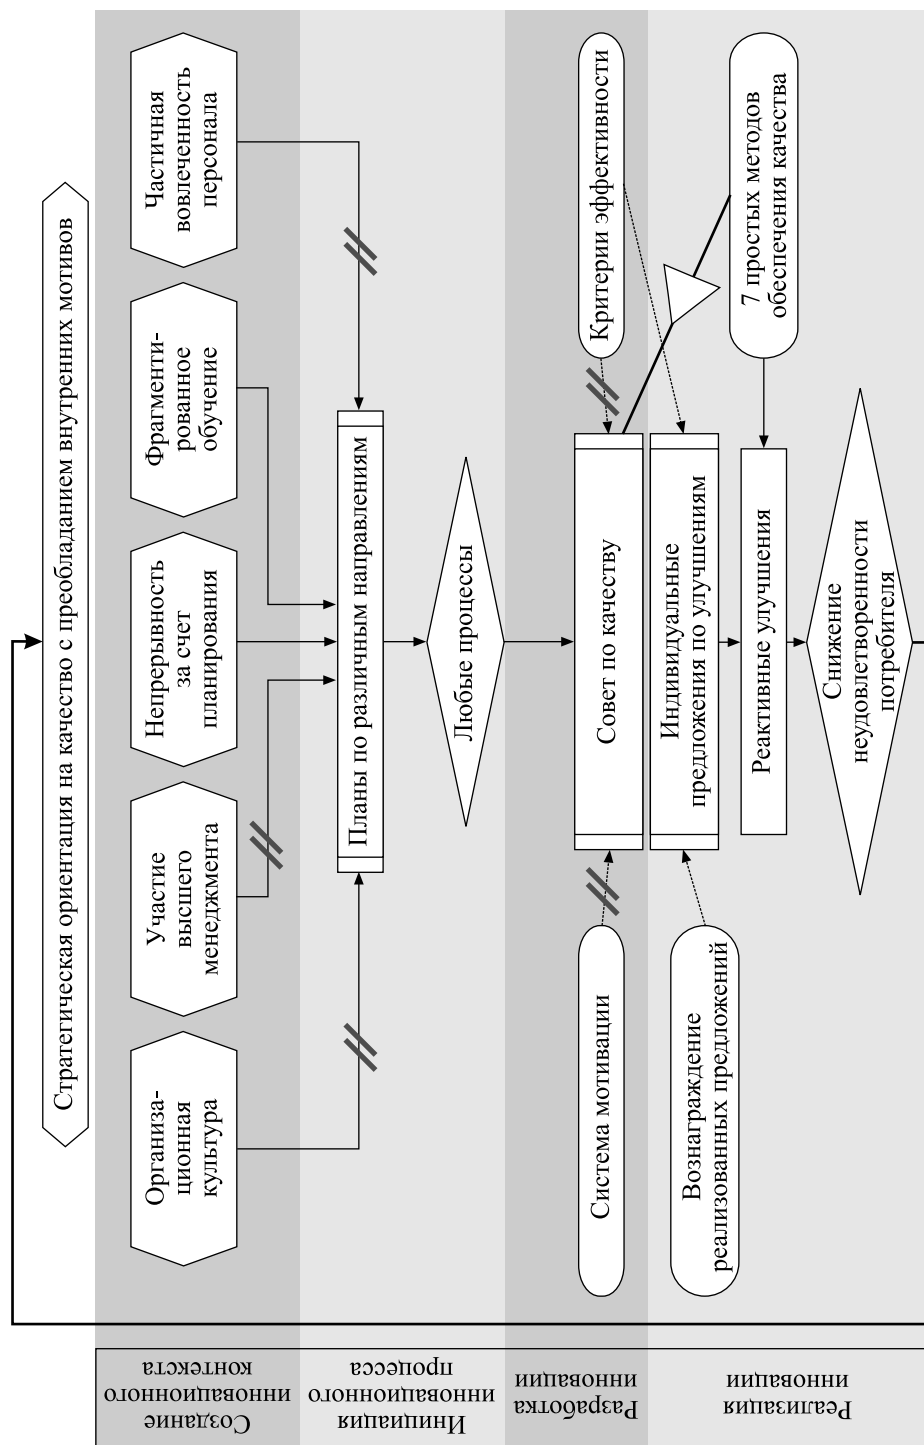 Стратегическая ориентация на качество с преобладанием внутренних мотивов
Создание
инновационного
контекста
Организа-
ционная
культура
Участие
высшего
менеджмента
Непрерывность
за счет
планирования
Фрагменти-
рованное
обучение
Частичная
вовлеченность
персонала
Инициация
инновационного
процесса
Планы по различным направлениям
Любые процессы
Разработка
инновации
Система мотивации
Совет по качеству
Критерии эффективности
Реализация
инновации
Вознаграждение
реализованных предложений
Индивидуальные
предложения по улучшениям
Реактивные улучшения
7 простых методов
обеспечения качества
Снижение
неудовлетворенности
потребителя